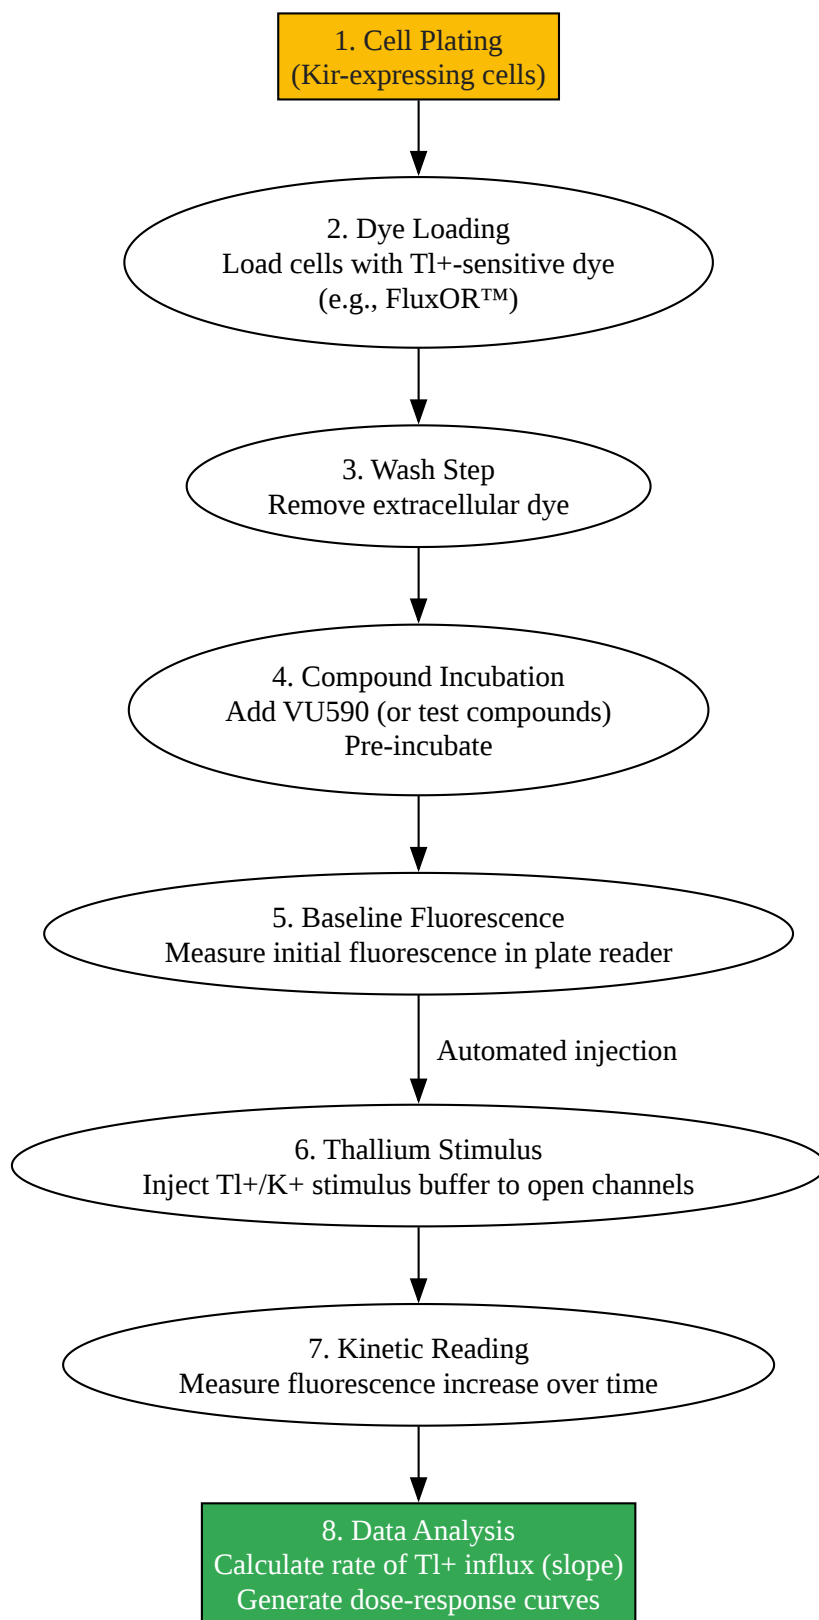 1. Cell Plating
(Kir-expressing cells)
2. Dye Loading
Load cells with Tl+-sensitive dye
(e.g., FluxOR™)
3. Wash Step
Remove extracellular dye
4. Compound Incubation
Add VU590 (or test compounds)
Pre-incubate
5. Baseline Fluorescence
Measure initial fluorescence in plate reader
Automated injection
6. Thallium Stimulus
Inject Tl+/K+ stimulus buffer to open channels
7. Kinetic Reading
Measure fluorescence increase over time
8. Data Analysis
Calculate rate of Tl+ influx (slope)
Generate dose-response curves